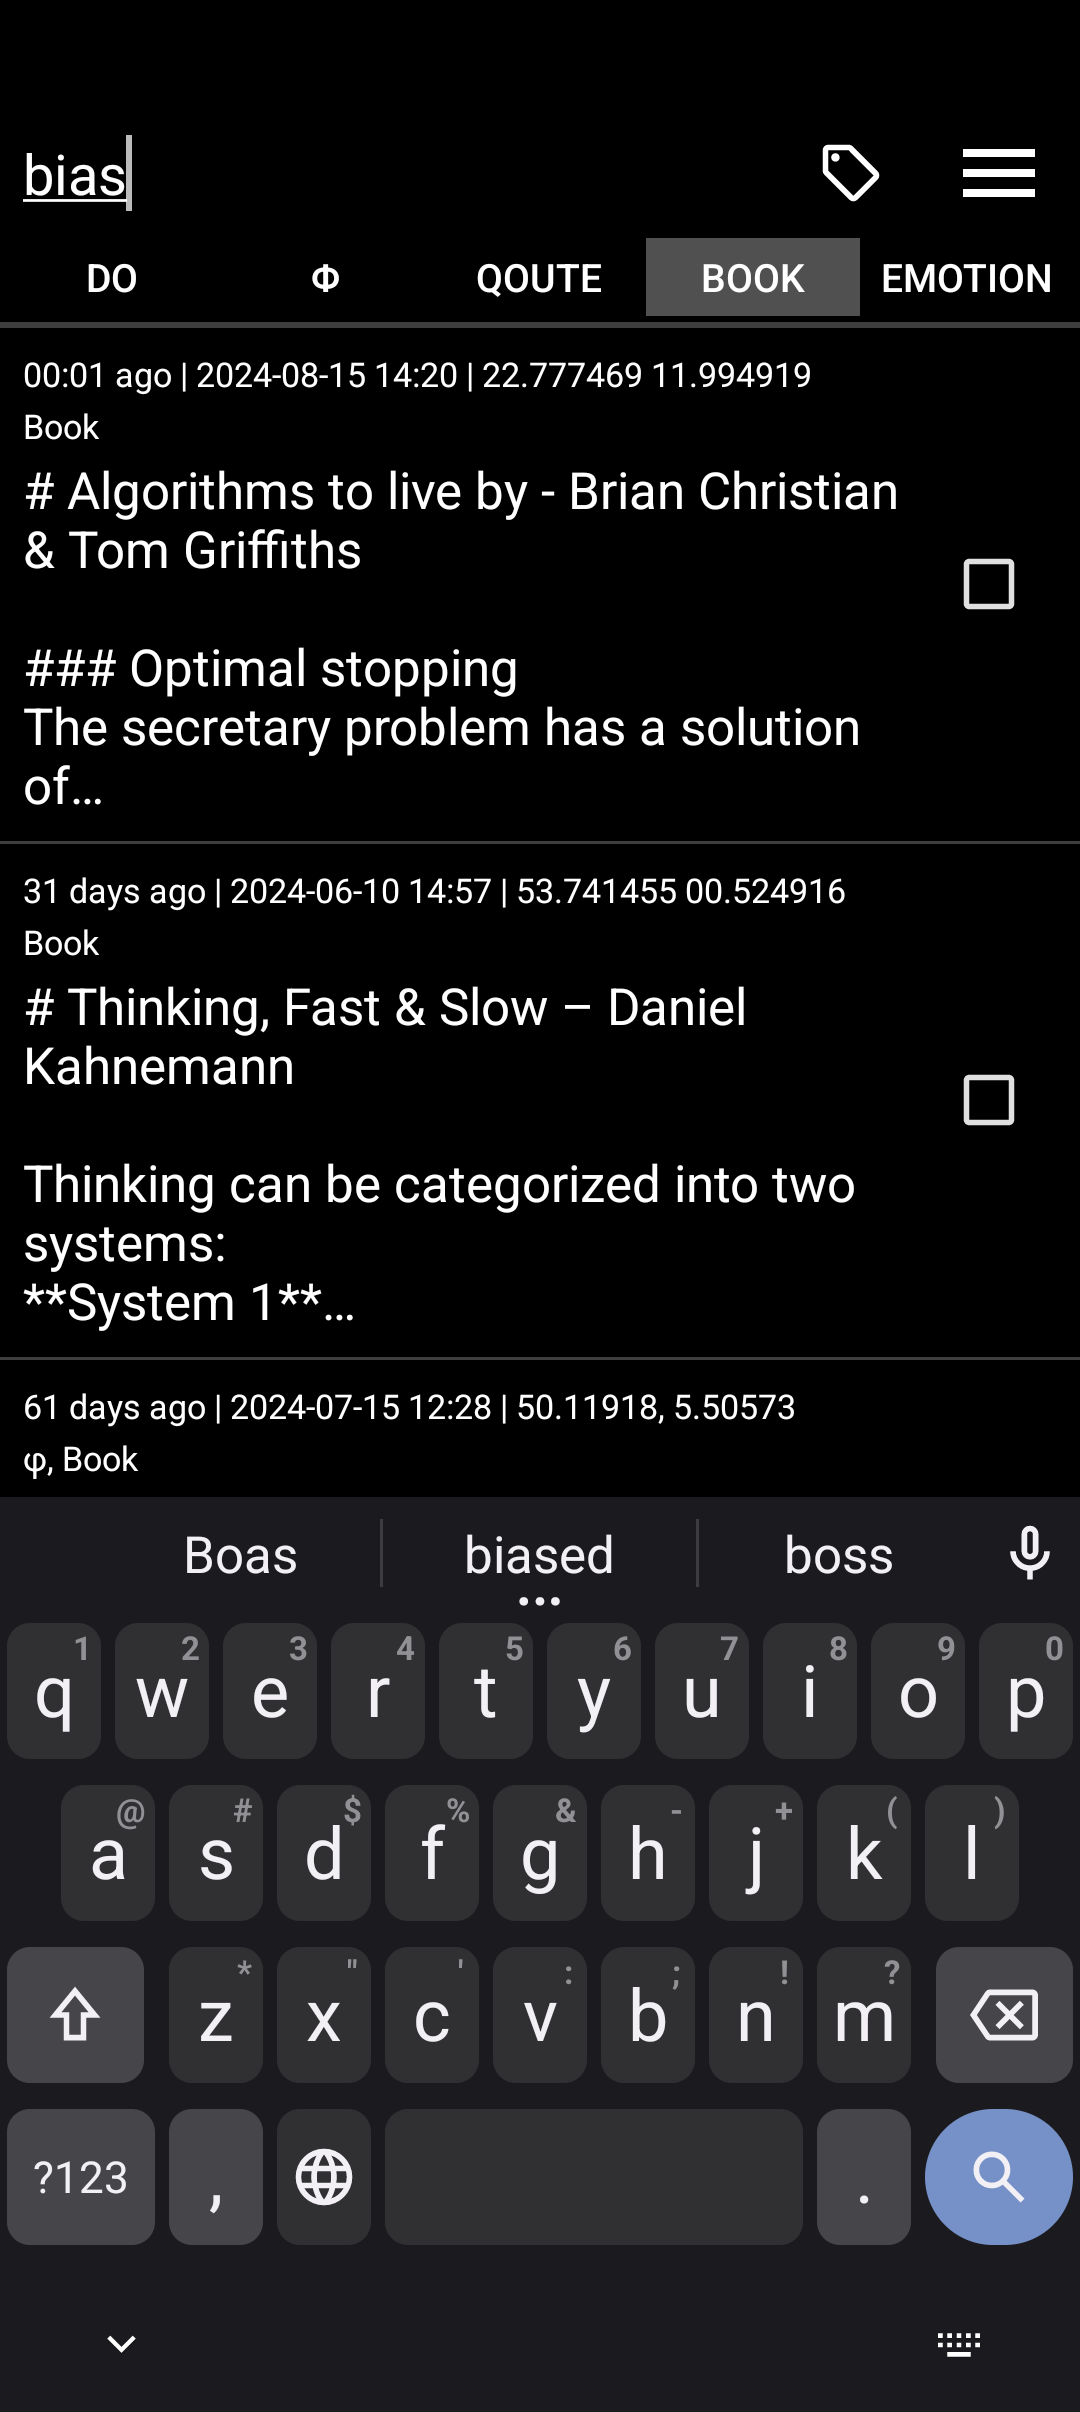 bias
DO Φ QOUTE BOOK EMOTION
00:01 ago | 2024-08-15 14:20 | 22.777469 11.994919
Book
# Algorithms to live by - Brian Christian
& Tom Griffiths
### Optimal stopping
The secretary problem has a solution
of…
31 days ago | 2024-06-10 14:57 | 53.741455 00.524916
Book
# Thinking, Fast & Slow – Daniel
Kahnemann
Thinking can be categorized into two
systems:
**System 1**…
61 days ago | 2024-07-15 12:28 | 50.11918, 5.50573
φ, Book
Boas biased boss
1 2 3 4 5 6 7 8 9 0
q w e r t y u i o p
@ # $ % & - + ( )
a s d f g h j k l
* " ' : ; ! ?
z x c v b n m
?123 , .